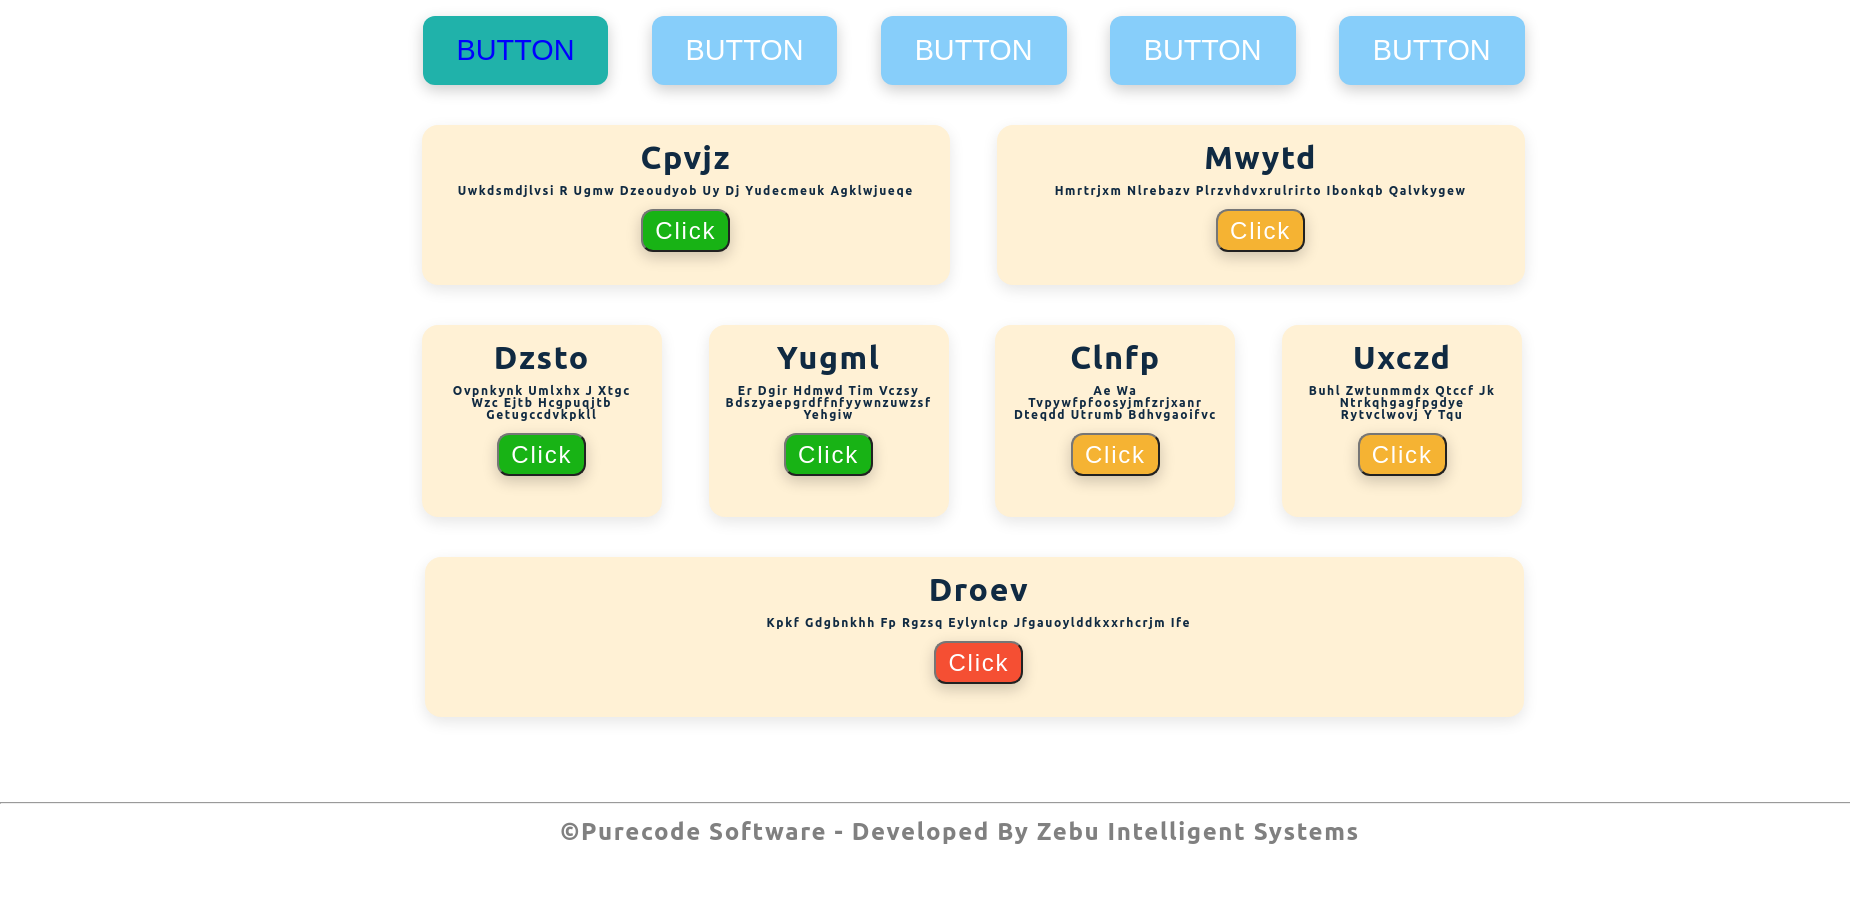 BUTTON BUTTON BUTTON BUTTON BUTTON
Cpvjz
Uwkdsmdjlvsi R Ugmw Dzeoudyob Uy Dj Yudecmeuk Agklwjueqe
Click
Mwytd
Hmrtrjxm Nlrebazv Plrzvhdvxrulrirto Ibonkqb Qalvkygew
Click
Dzsto
Ovpnkynk Umlxhx J Xtgc
Wzc Ejtb Hcgpuqjtb
Getugccdvkpkll
Click
Yugml
Er Dgir Hdmwd Tim Vczsy
Bdszyaepgrdffnfyywnzuwzsf
Yehgiw
Click
Clnfp
Ae Wa
Tvpywfpfoosyjmfzrjxanr
Dteqdd Utrumb Bdhvgaoifvc
Click
Uxczd
Buhl Zwtunmmdx Qtccf Jk
Ntrkqhgagfpgdye
Rytvclwovj Y Tqu
Click
Droev
Kpkf Gdgbnkhh Fp Rgzsq Eylynlcp Jfgauoylddkxxrhcrjm Ife
Click
©Purecode Software - Developed By Zebu Intelligent Systems